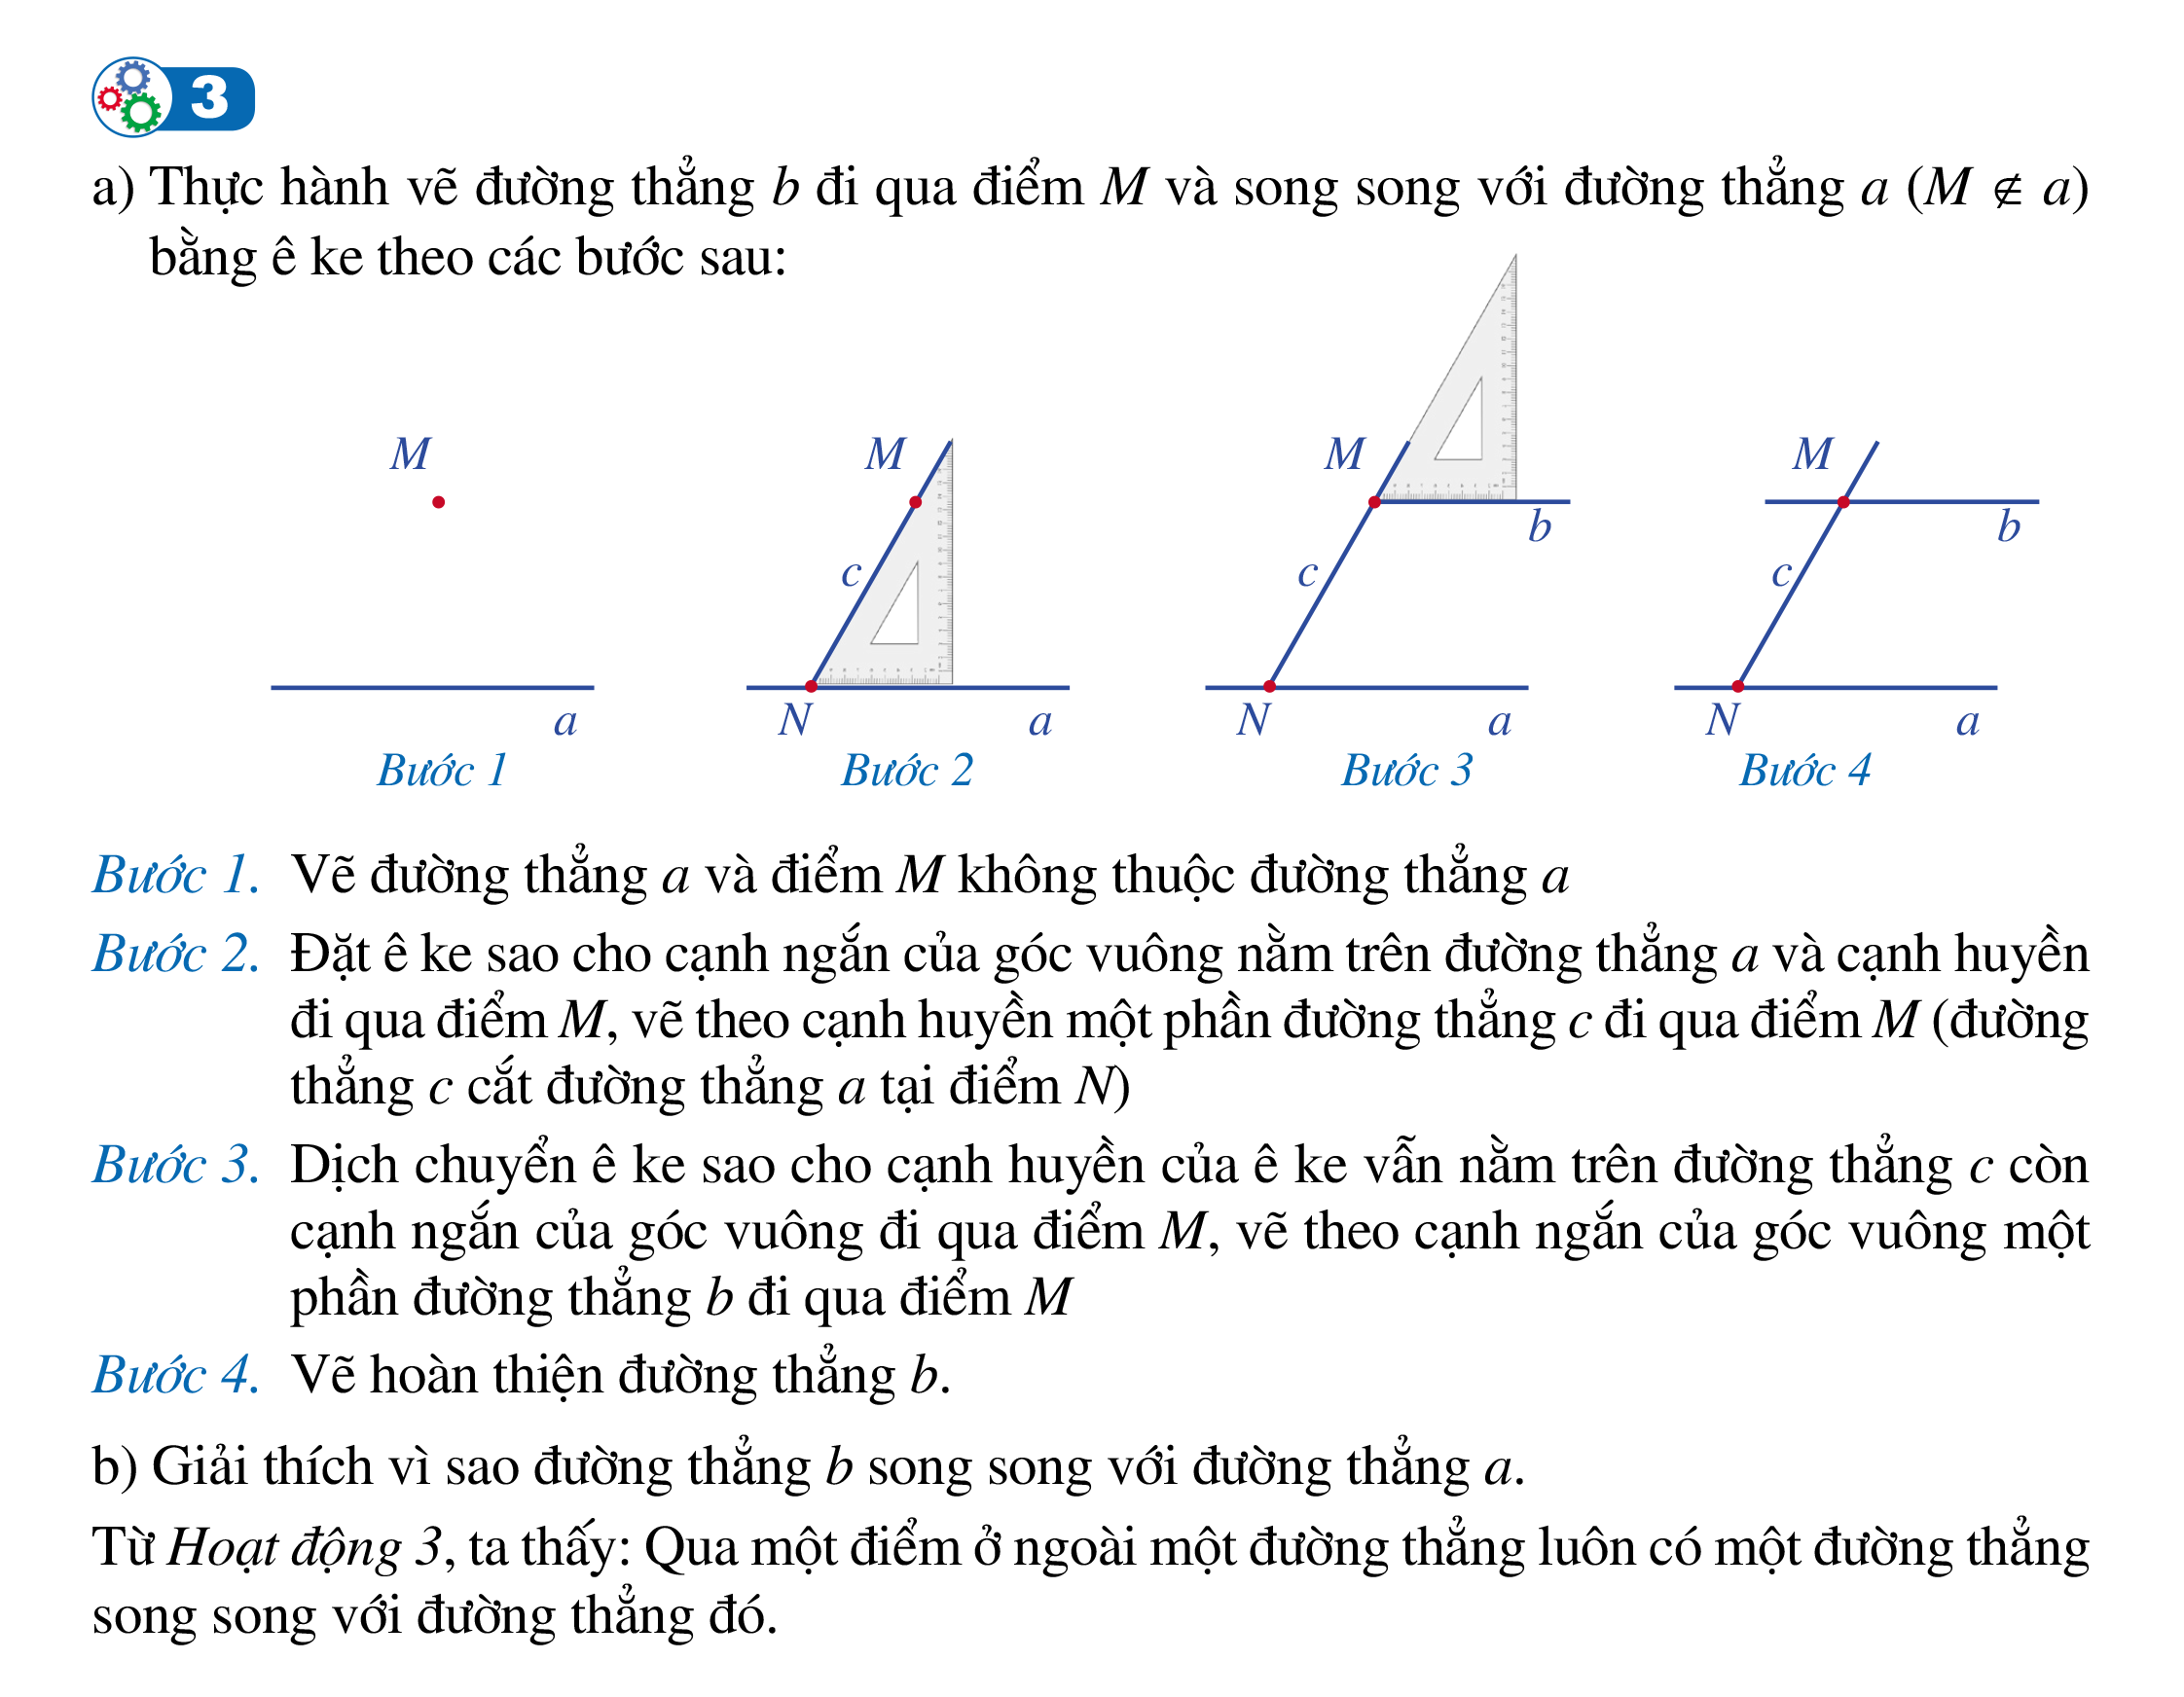 3
a) Thực hành vẽ đường thẳng b đi qua điểm M và song song với đường thẳng a (M ∉ a)
bằng ê ke theo các bước sau:
M M M M
b b
c c c
N N N
a a a a
Bước 1 Bước 2 Bước 3 Bước 4
Bước 1. Vẽ đường thẳng a và điểm M không thuộc đường thẳng a
Bước 2. Đặt ê ke sao cho cạnh ngắn của góc vuông nằm trên đường thẳng a và cạnh huyền
đi qua điểm M, vẽ theo cạnh huyền một phần đường thẳng c đi qua điểm M (đường
thẳng c cắt đường thẳng a tại điểm N)
Bước 3. Dịch chuyển ê ke sao cho cạnh huyền của ê ke vẫn nằm trên đường thẳng c còn
cạnh ngắn của góc vuông đi qua điểm M, vẽ theo cạnh ngắn của góc vuông một
phần đường thẳng b đi qua điểm M
Bước 4. Vẽ hoàn thiện đường thẳng b.
b) Giải thích vì sao đường thẳng b song song với đường thẳng a.
Từ Hoạt động 3, ta thấy: Qua một điểm ở ngoài một đường thẳng luôn có một đường thẳng
song song với đường thẳng đó.